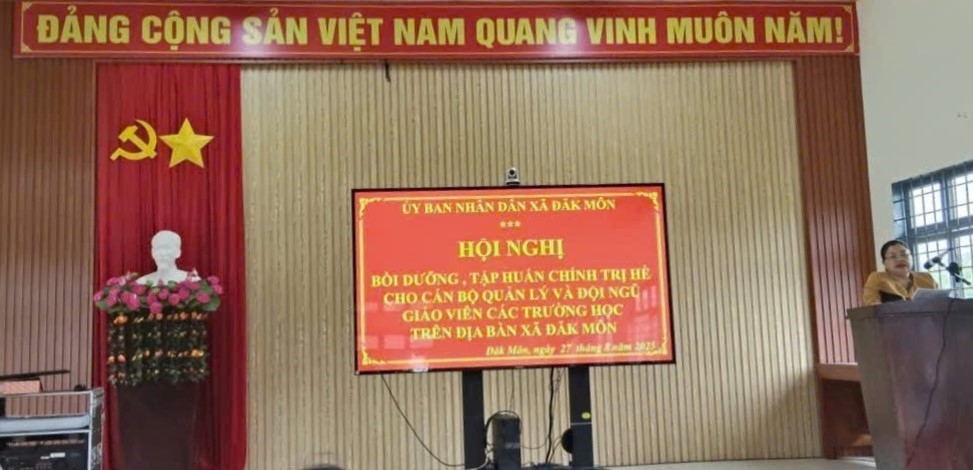 ĐẢNG CỘNG SẢN VIỆT NAM QUANG VINH MUÔN NĂM!
ỦY BAN NHÂN DÂN XÃ ĐĂK MÔN
***
HỘI NGHỊ
BỒI DƯỠNG , TẬP HUẤN CHÍNH TRỊ HÈ
CHO CÁN BỘ QUẢN LÝ VÀ ĐỘI NGŨ
GIÁO VIÊN CÁC TRƯỜNG HỌC
TRÊN ĐỊA BÀN XÃ ĐĂK MÔN
Đăk Môn, ngày 27 tháng 8 năm 2025